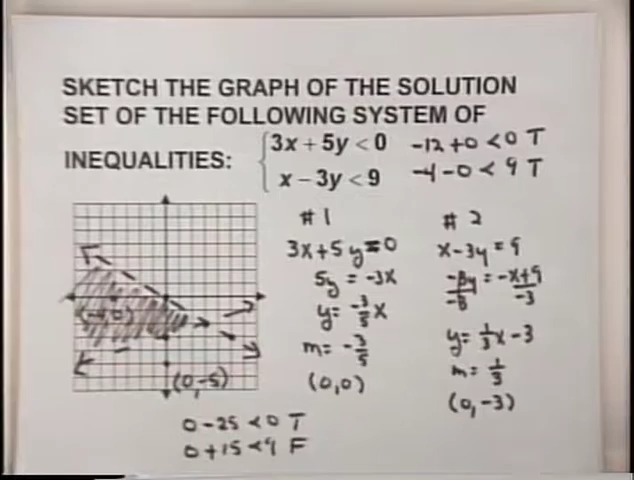 SKETCH THE GRAPH OF THE SOLUTION
SET OF THE FOLLOWING SYSTEM OF
INEQUALITIES:
3x + 5y < 0   -12 + 0 < 0 T
x - 3y < 9   -4 - 0 < 9 T
#1
3x + 5y = 0
5y = -3x
y = -3/5 x
m = -3/5
(0,0)
#2
x - 3y = 9
-3y/-3 = -x+9/-3
y = 1/3 x - 3
m = 1/3
(0,-3)
(-4,0)
(0,-5)
0 - 25 < 0 T
0 + 15 < 9 F